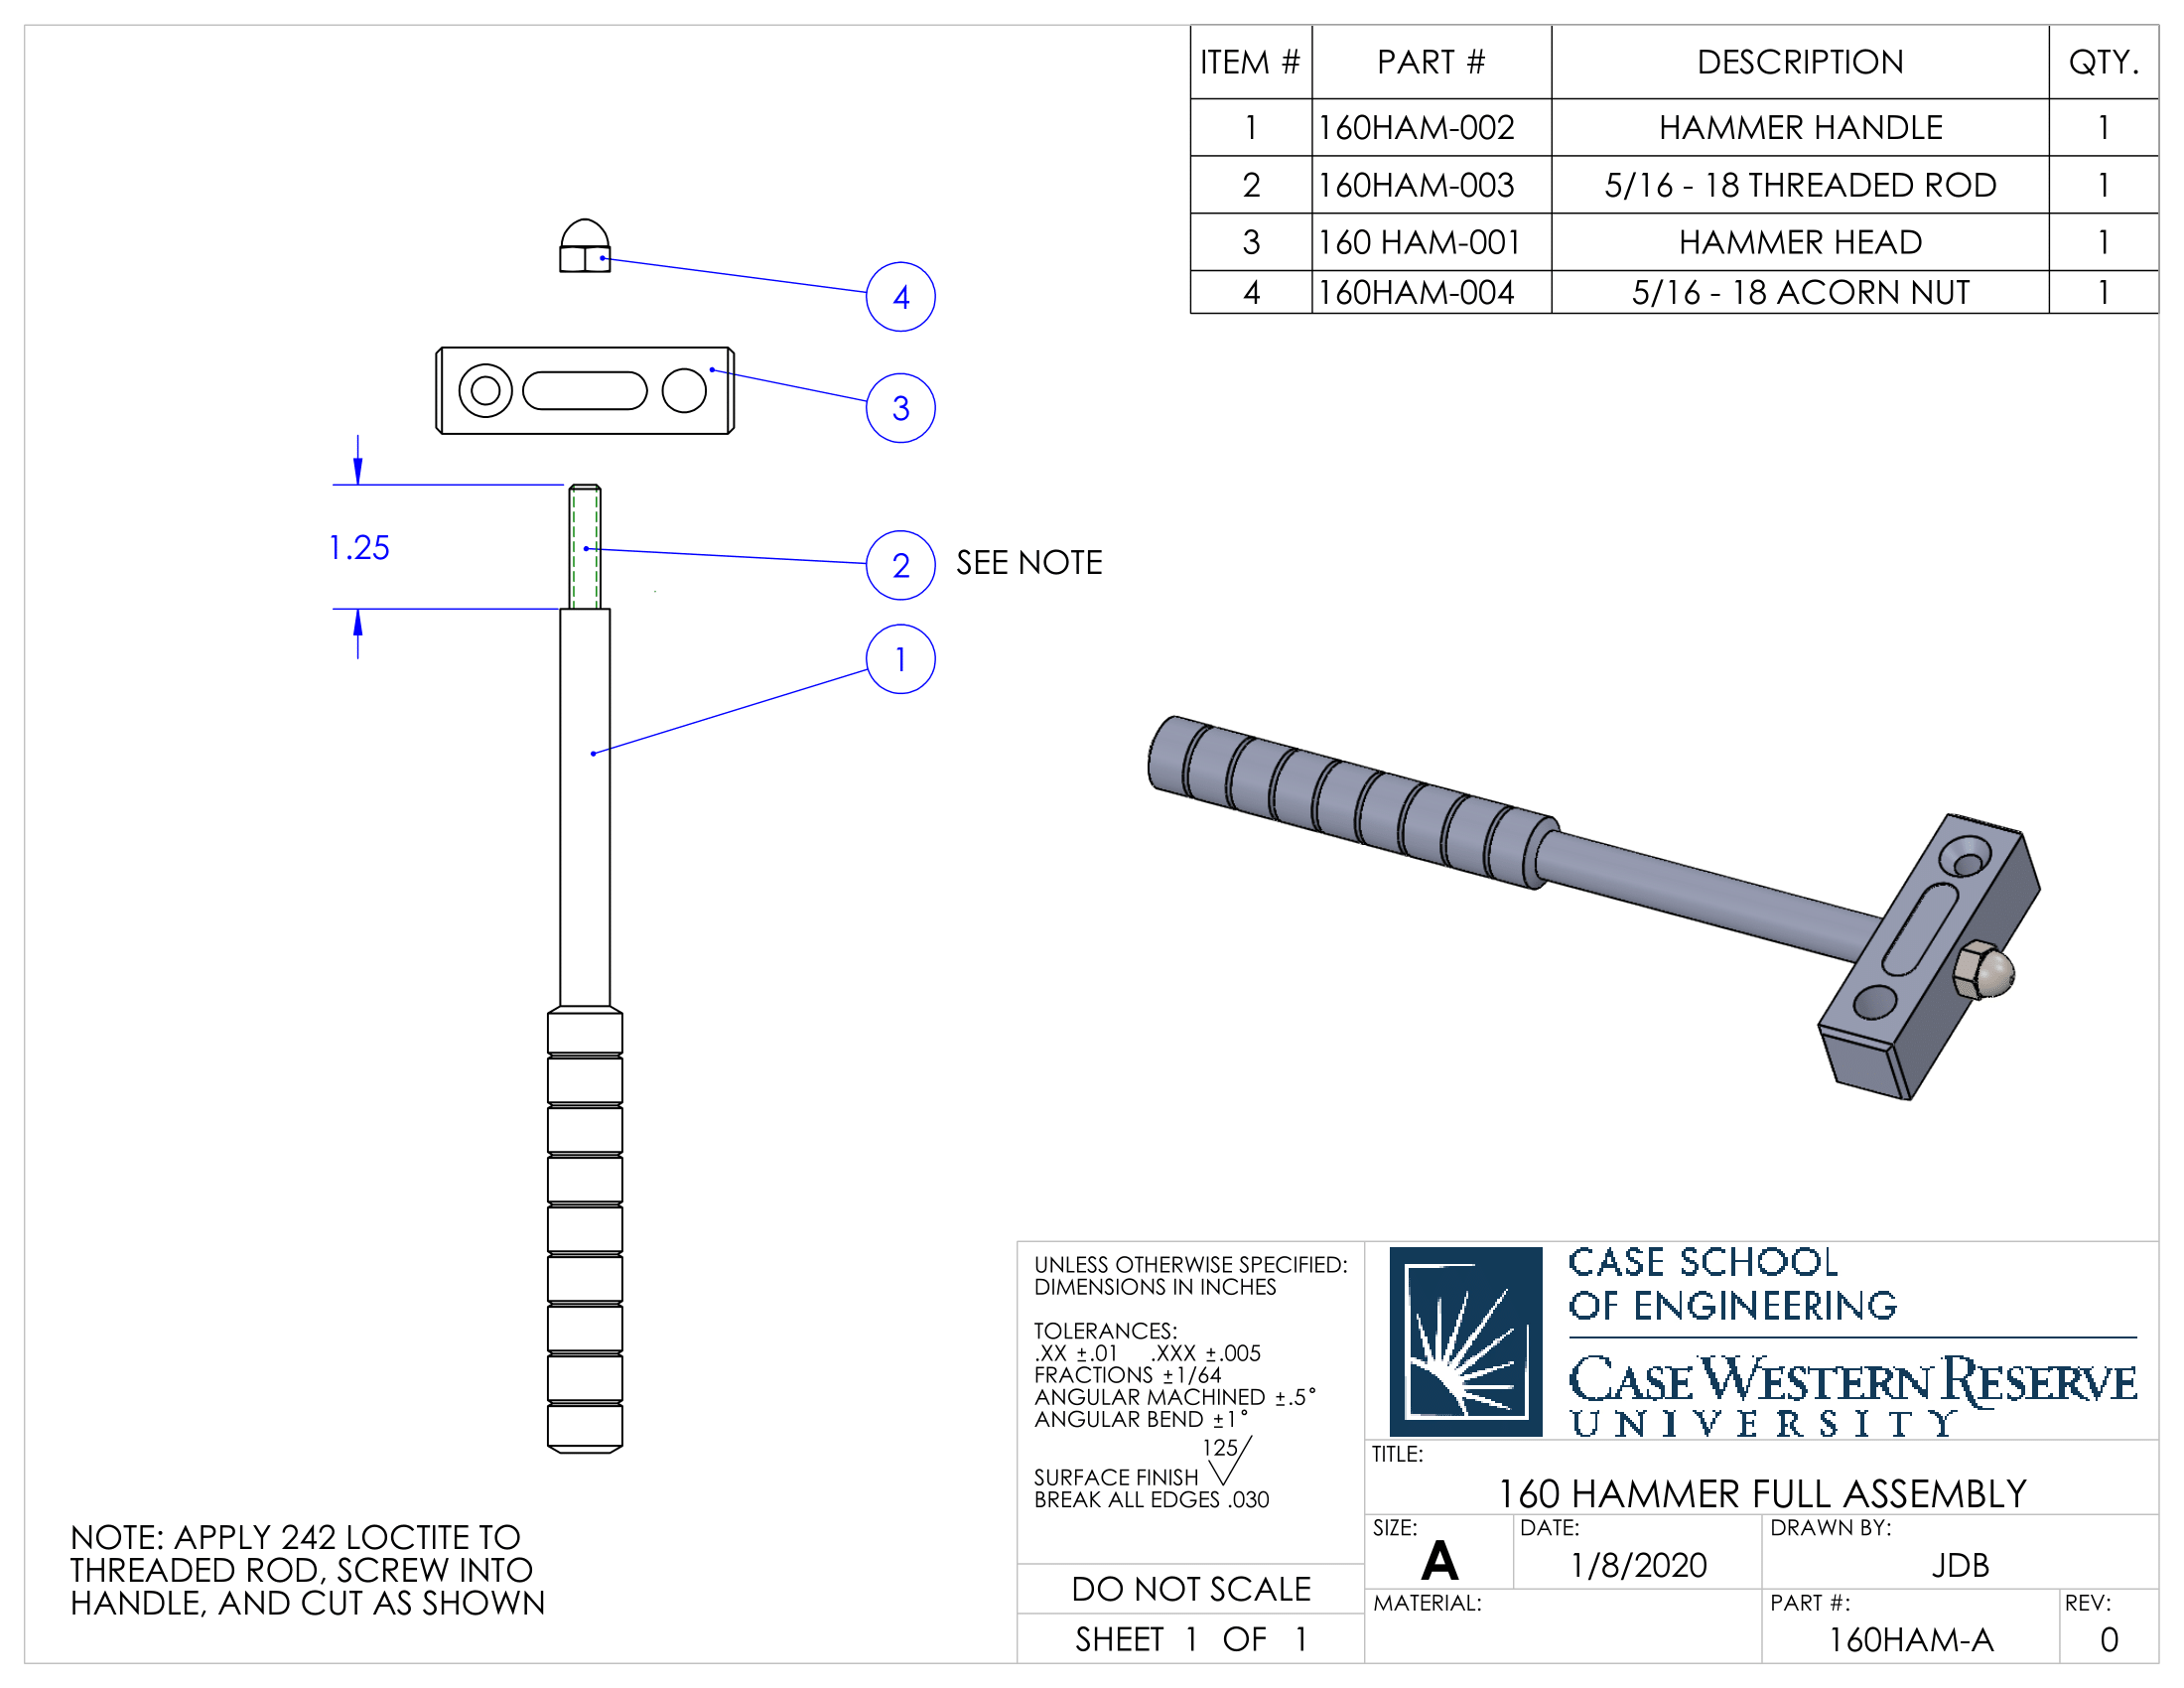 ITEM # PART # DESCRIPTION QTY.
1 160HAM-002 HAMMER HANDLE 1
2 160HAM-003 5/16 - 18 THREADED ROD 1
3 160 HAM-001 HAMMER HEAD 1
4 160HAM-004 5/16 - 18 ACORN NUT 1
4
3
1.25
2 SEE NOTE
1
NOTE: APPLY 242 LOCTITE TO
THREADED ROD, SCREW INTO
HANDLE, AND CUT AS SHOWN
UNLESS OTHERWISE SPECIFIED:
DIMENSIONS IN INCHES
TOLERANCES:
.XX ±.01 .XXX ±.005
FRACTIONS ±1/64
ANGULAR MACHINED ±.5°
ANGULAR BEND ±1°
125
SURFACE FINISH
BREAK ALL EDGES .030
DO NOT SCALE
SHEET 1 OF 1
CASE SCHOOL
OF ENGINEERING
CASE WESTERN RESERVE
UNIVERSITY
TITLE:
160 HAMMER FULL ASSEMBLY
SIZE: DATE: DRAWN BY:
A 1/8/2020 JDB
MATERIAL: PART #: REV:
160HAM-A 0